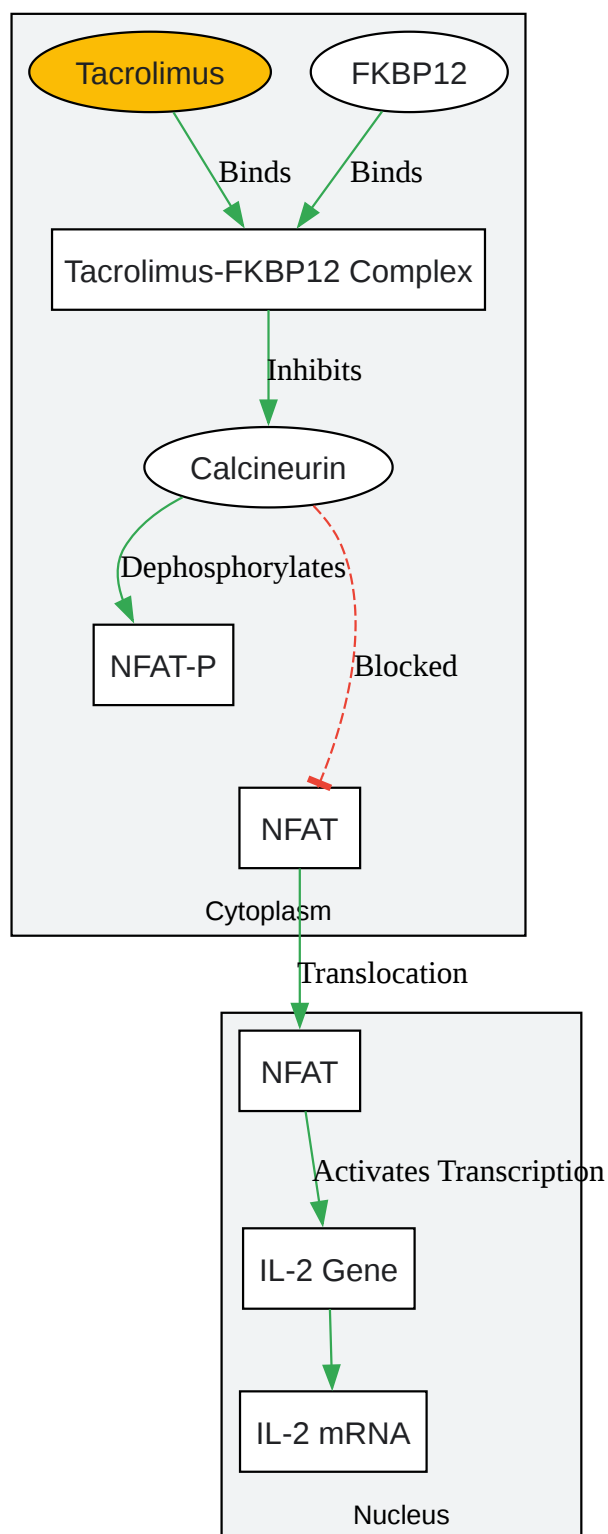 Tacrolimus
FKBP12
Binds
Binds
Tacrolimus-FKBP12 Complex
Inhibits
Calcineurin
Dephosphorylates
NFAT-P
Blocked
NFAT
Cytoplasm
Translocation
NFAT
Activates Transcription
IL-2 Gene
IL-2 mRNA
Nucleus